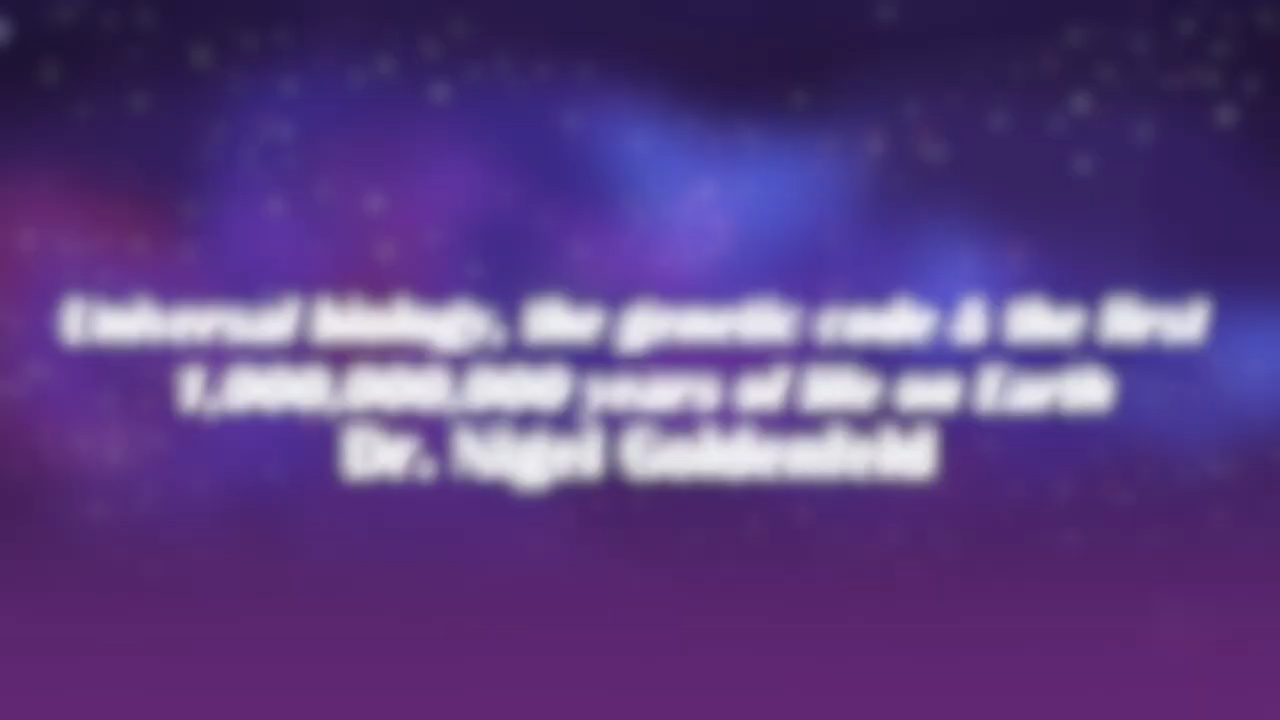 Universal biology, the genetic code & the first
1,000,000,000 years of life on Earth
Dr. Nigel Goldenfeld